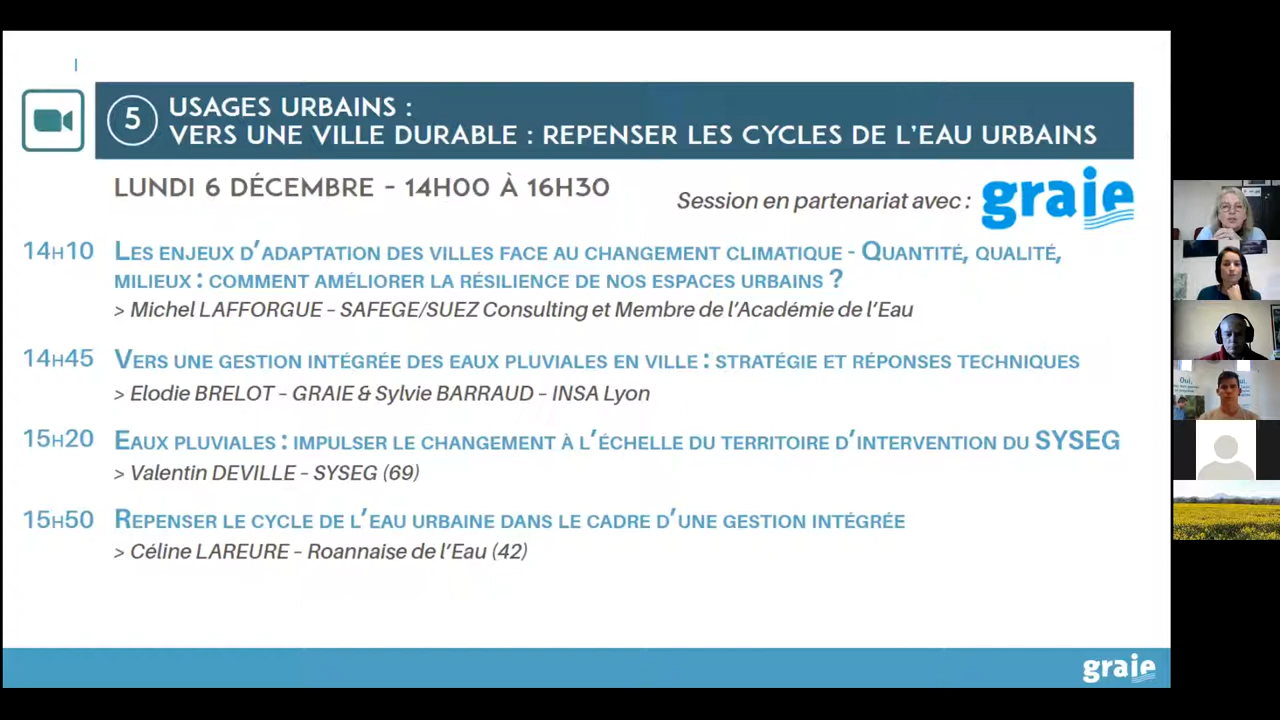 5
USAGES URBAINS :
VERS UNE VILLE DURABLE : REPENSER LES CYCLES DE L'EAU URBAINS
LUNDI 6 DÉCEMBRE – 14H00 À 16H30
Session en partenariat avec :
graie
14H10
LES ENJEUX D'ADAPTATION DES VILLES FACE AU CHANGEMENT CLIMATIQUE - QUANTITÉ, QUALITÉ,
MILIEUX : COMMENT AMÉLIORER LA RÉSILIENCE DE NOS ESPACES URBAINS ?
> Michel LAFFORGUE – SAFEGE/SUEZ Consulting et Membre de l'Académie de l'Eau
14H45
VERS UNE GESTION INTÉGRÉE DES EAUX PLUVIALES EN VILLE : STRATÉGIE ET RÉPONSES TECHNIQUES
> Elodie BRELOT – GRAIE & Sylvie BARRAUD – INSA Lyon
15H20
EAUX PLUVIALES : IMPULSER LE CHANGEMENT À L'ÉCHELLE DU TERRITOIRE D'INTERVENTION DU SYSEG
> Valentin DEVILLE – SYSEG (69)
15H50
REPENSER LE CYCLE DE L'EAU URBAINE DANS LE CADRE D'UNE GESTION INTÉGRÉE
> Céline LAREURE – Roannaise de l'Eau (42)
graie
Oui,